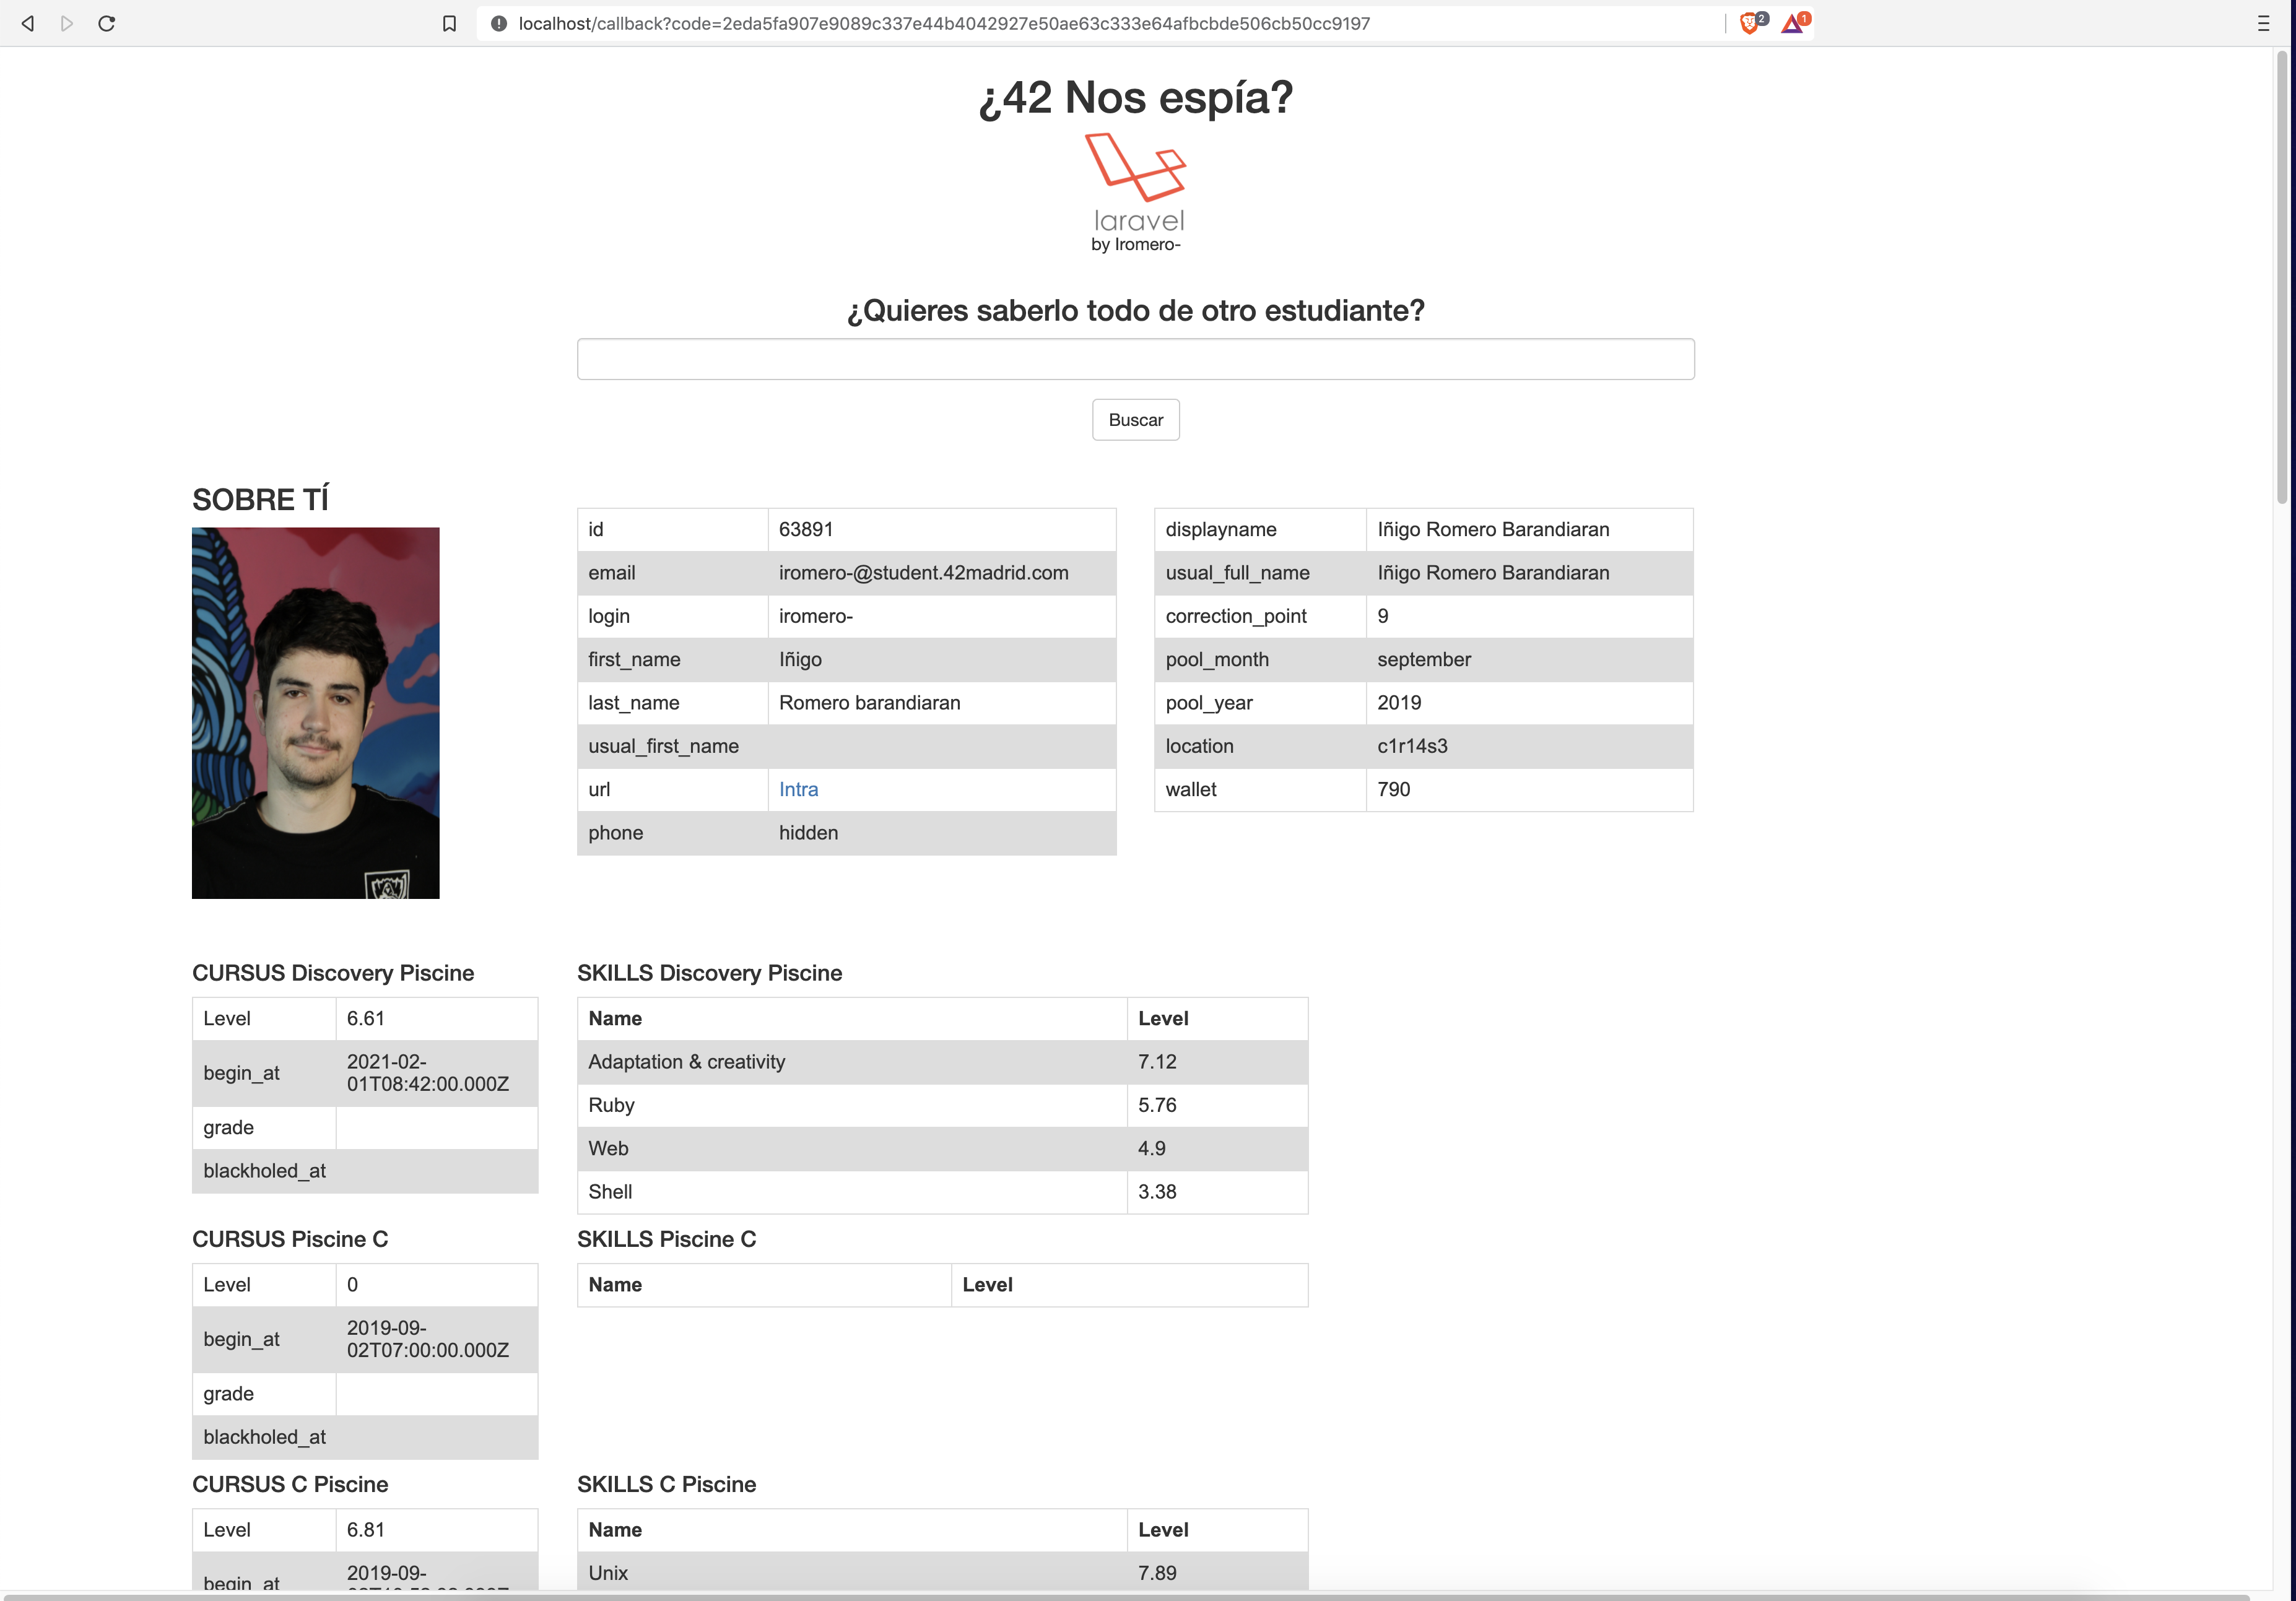 localhost/callback?code=2eda5fa907e9089c337e44b4042927e50ae63c333e64afbcbde506cb50cc9197
2
1
¿42 Nos espía?
laravel
by Iromero-
¿Quieres saberlo todo de otro estudiante?
Buscar
SOBRE TÍ
id 63891
email iromero-@student.42madrid.com
login iromero-
first_name Iñigo
last_name Romero barandiaran
usual_first_name
url Intra
phone hidden
displayname Iñigo Romero Barandiaran
usual_full_name Iñigo Romero Barandiaran
correction_point 9
pool_month september
pool_year 2019
location c1r14s3
wallet 790
CURSUS Discovery Piscine
Level 6.61
begin_at 2021-02-
01T08:42:00.000Z
grade
blackholed_at
SKILLS Discovery Piscine
Name Level
Adaptation & creativity 7.12
Ruby 5.76
Web 4.9
Shell 3.38
CURSUS Piscine C
Level 0
begin_at 2019-09-
02T07:00:00.000Z
grade
blackholed_at
SKILLS Piscine C
Name Level
CURSUS C Piscine
Level 6.81
begin_at 2019-09-
SKILLS C Piscine
Name Level
Unix 7.89